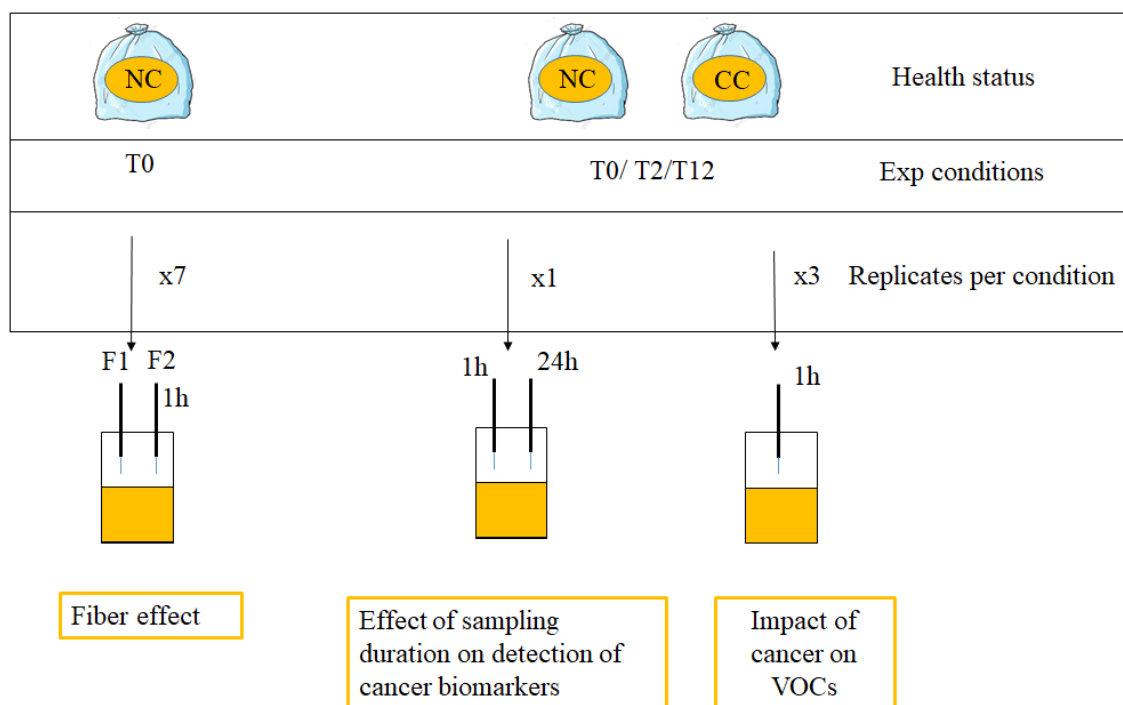 NC
NC
CC
Health status
T0
T0/ T2/T12
Exp conditions
x7
x1
x3
Replicates per condition
F1
F2
1h
1h
24h
1h
Fiber effect
Effect of sampling
duration on detection of
cancer biomarkers
Impact of
cancer on
VOCs